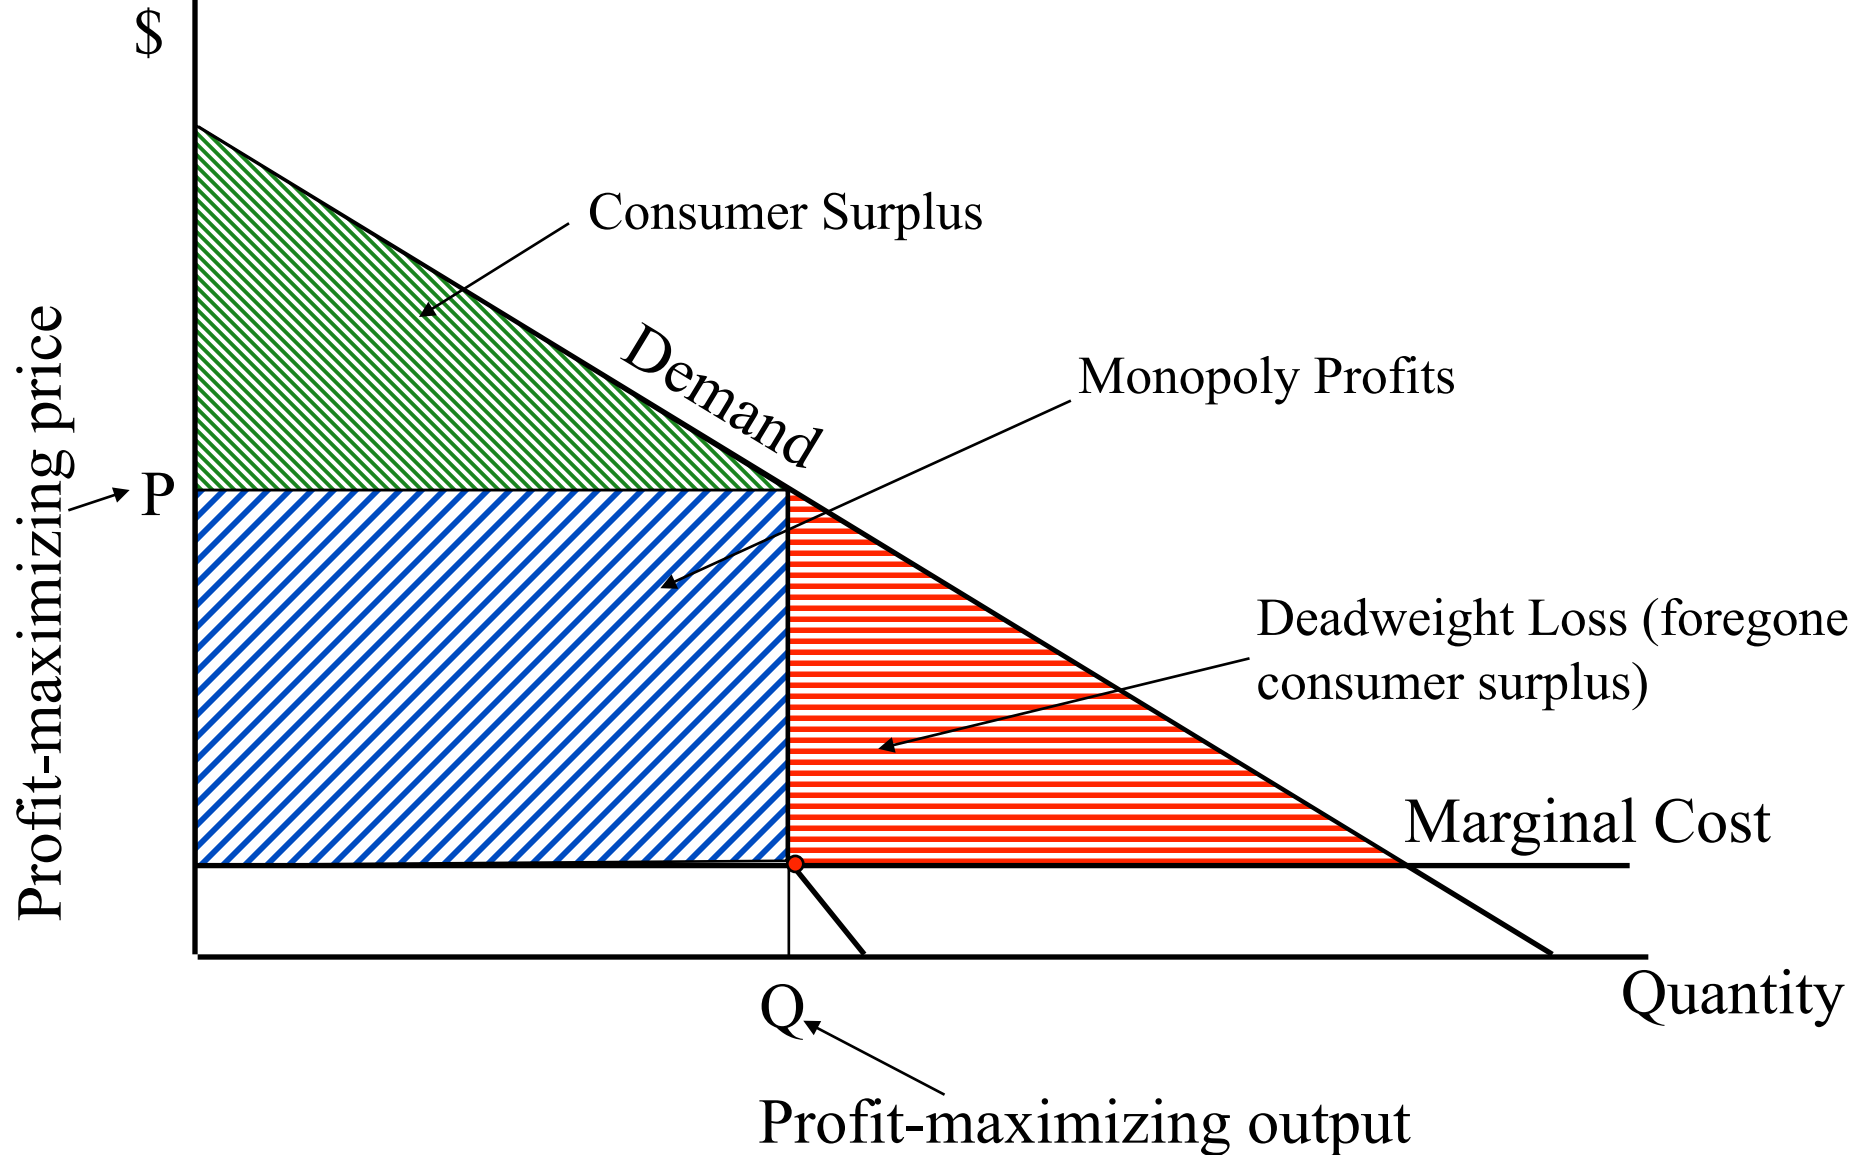 $
Consumer Surplus
Demand
Monopoly Profits
Profit-maximizing price
P
Deadweight Loss (foregone
consumer surplus)
Marginal Cost
Quantity
Q
Profit-maximizing output